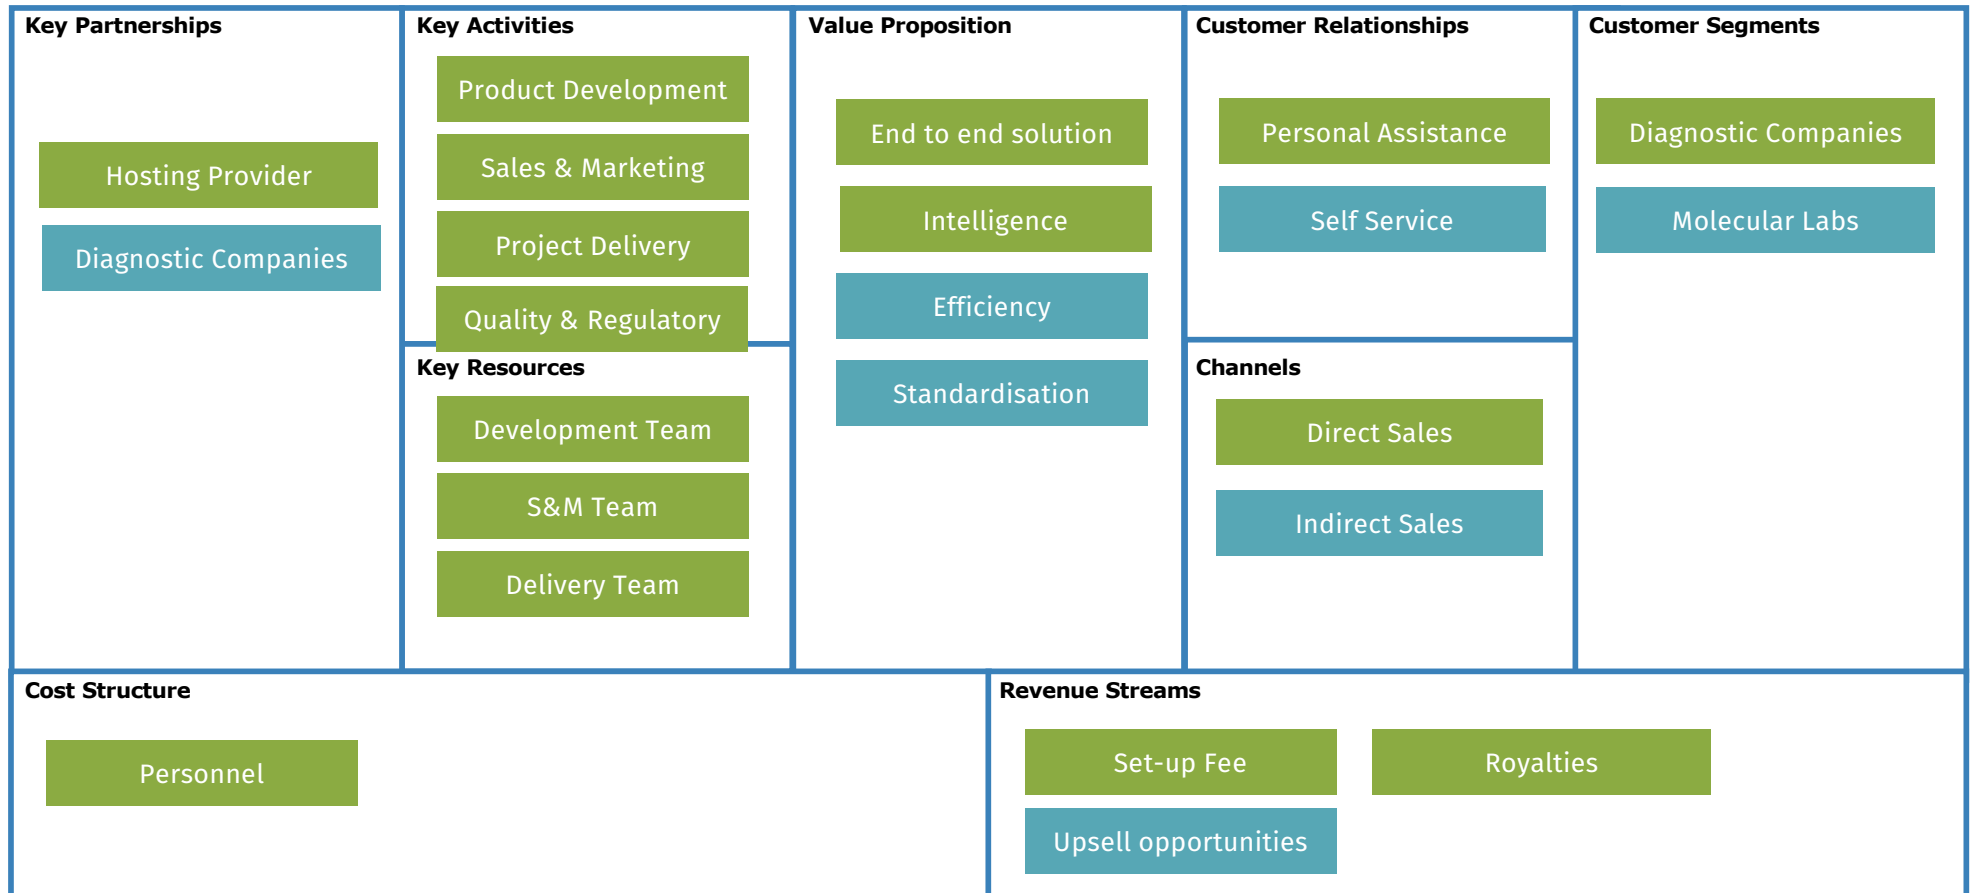 Key Partnerships
Hosting Provider
Diagnostic Companies
Key Activities
Product Development
Sales & Marketing
Project Delivery
Quality & Regulatory
Key Resources
Development Team
S&M Team
Delivery Team
Value Proposition
End to end solution
Intelligence
Efficiency
Standardisation
Customer Relationships
Personal Assistance
Self Service
Channels
Direct Sales
Indirect Sales
Customer Segments
Diagnostic Companies
Molecular Labs
Cost Structure
Personnel
Revenue Streams
Set-up Fee
Royalties
Upsell opportunities